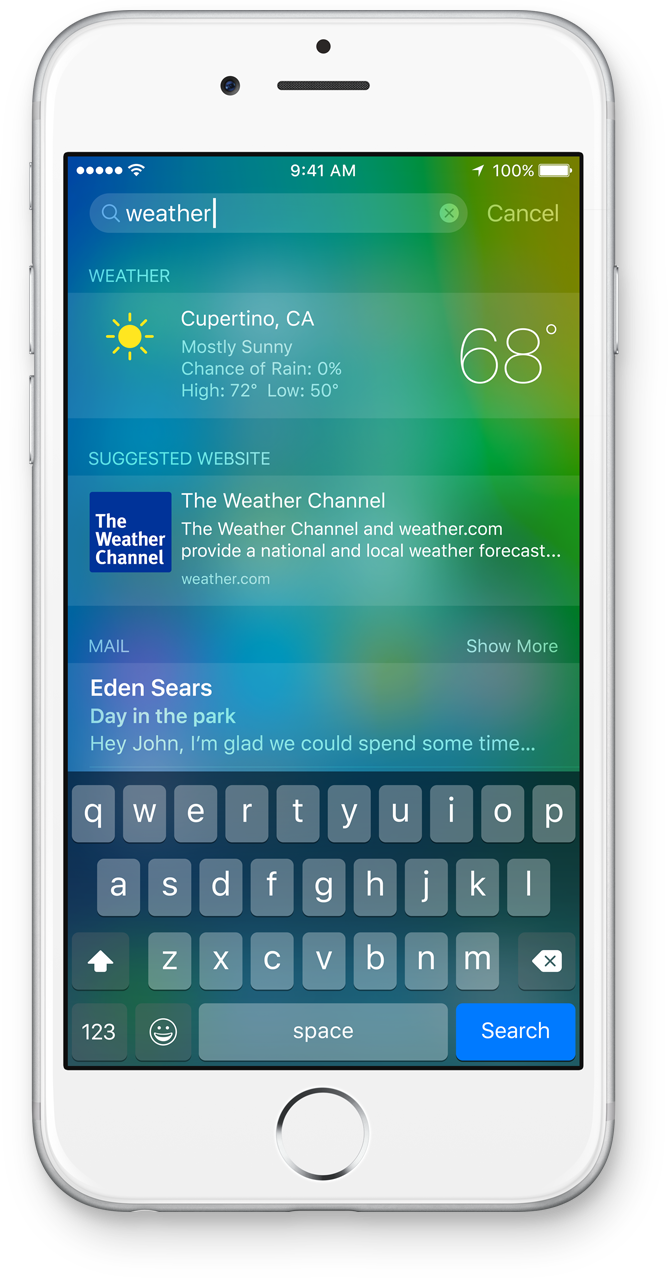 9:41 AM 100%
weather Cancel
WEATHER
Cupertino, CA
Mostly Sunny
Chance of Rain: 0%
High: 72° Low: 50°
68°
SUGGESTED WEBSITE
The
Weather
Channel
The Weather Channel
The Weather Channel and weather.com
provide a national and local weather forecast...
weather.com
MAIL Show More
Eden Sears
Day in the park
Hey John, I’m glad we could spend some time...
q w e r t y u i o p
a s d f g h j k l
z x c v b n m
123 space Search